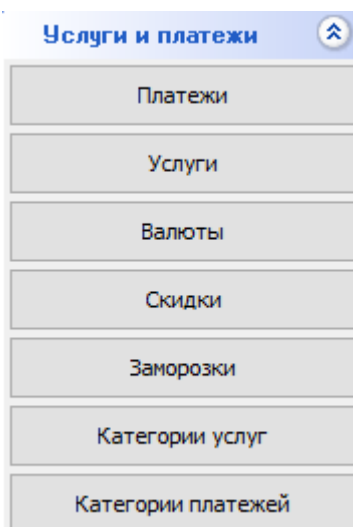 Услуги и платежи
Платежи
Услуги
Валюты
Скидки
Заморозки
Категории услуг
Категории платежей